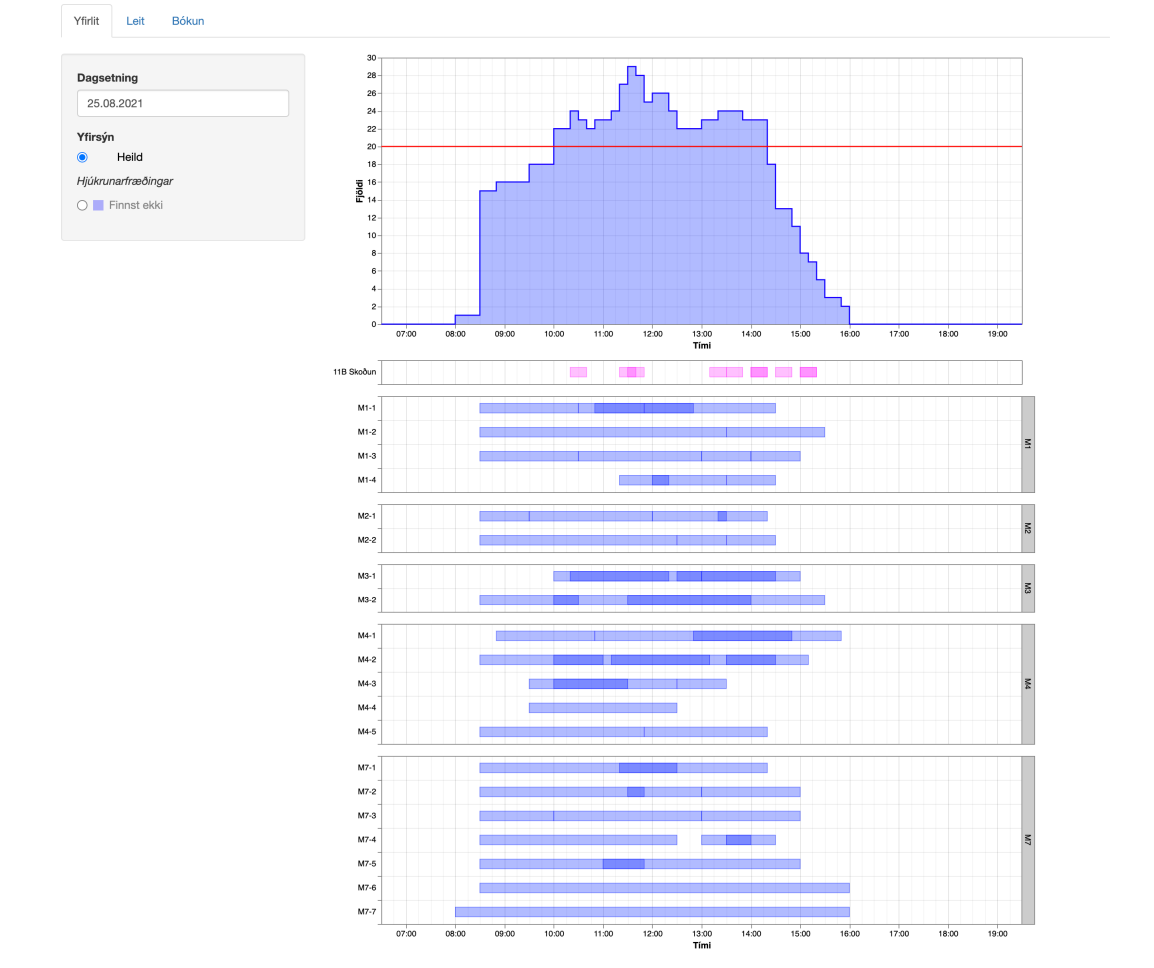 Yfirlit Leit Bókun
Dagsetning
25.08.2021
Yfirsýn
Heild
Hjúkrunarfræðingar
Finnst ekki
Fjöldi
30
28
26
24
22
20
18
16
14
12
10
8
6
4
2
0
07:00 08:00 09:00 10:00 11:00 12:00 13:00 14:00 15:00 16:00 17:00 18:00 19:00
Tími
11B Skoðun
M1-1
M1-2
M1-3
M1-4
M1
M2-1
M2-2
M2
M3-1
M3-2
M3
M4-1
M4-2
M4-3
M4-4
M4-5
M4
M7-1
M7-2
M7-3
M7-4
M7-5
M7-6
M7-7
M7
07:00 08:00 09:00 10:00 11:00 12:00 13:00 14:00 15:00 16:00 17:00 18:00 19:00
Tími